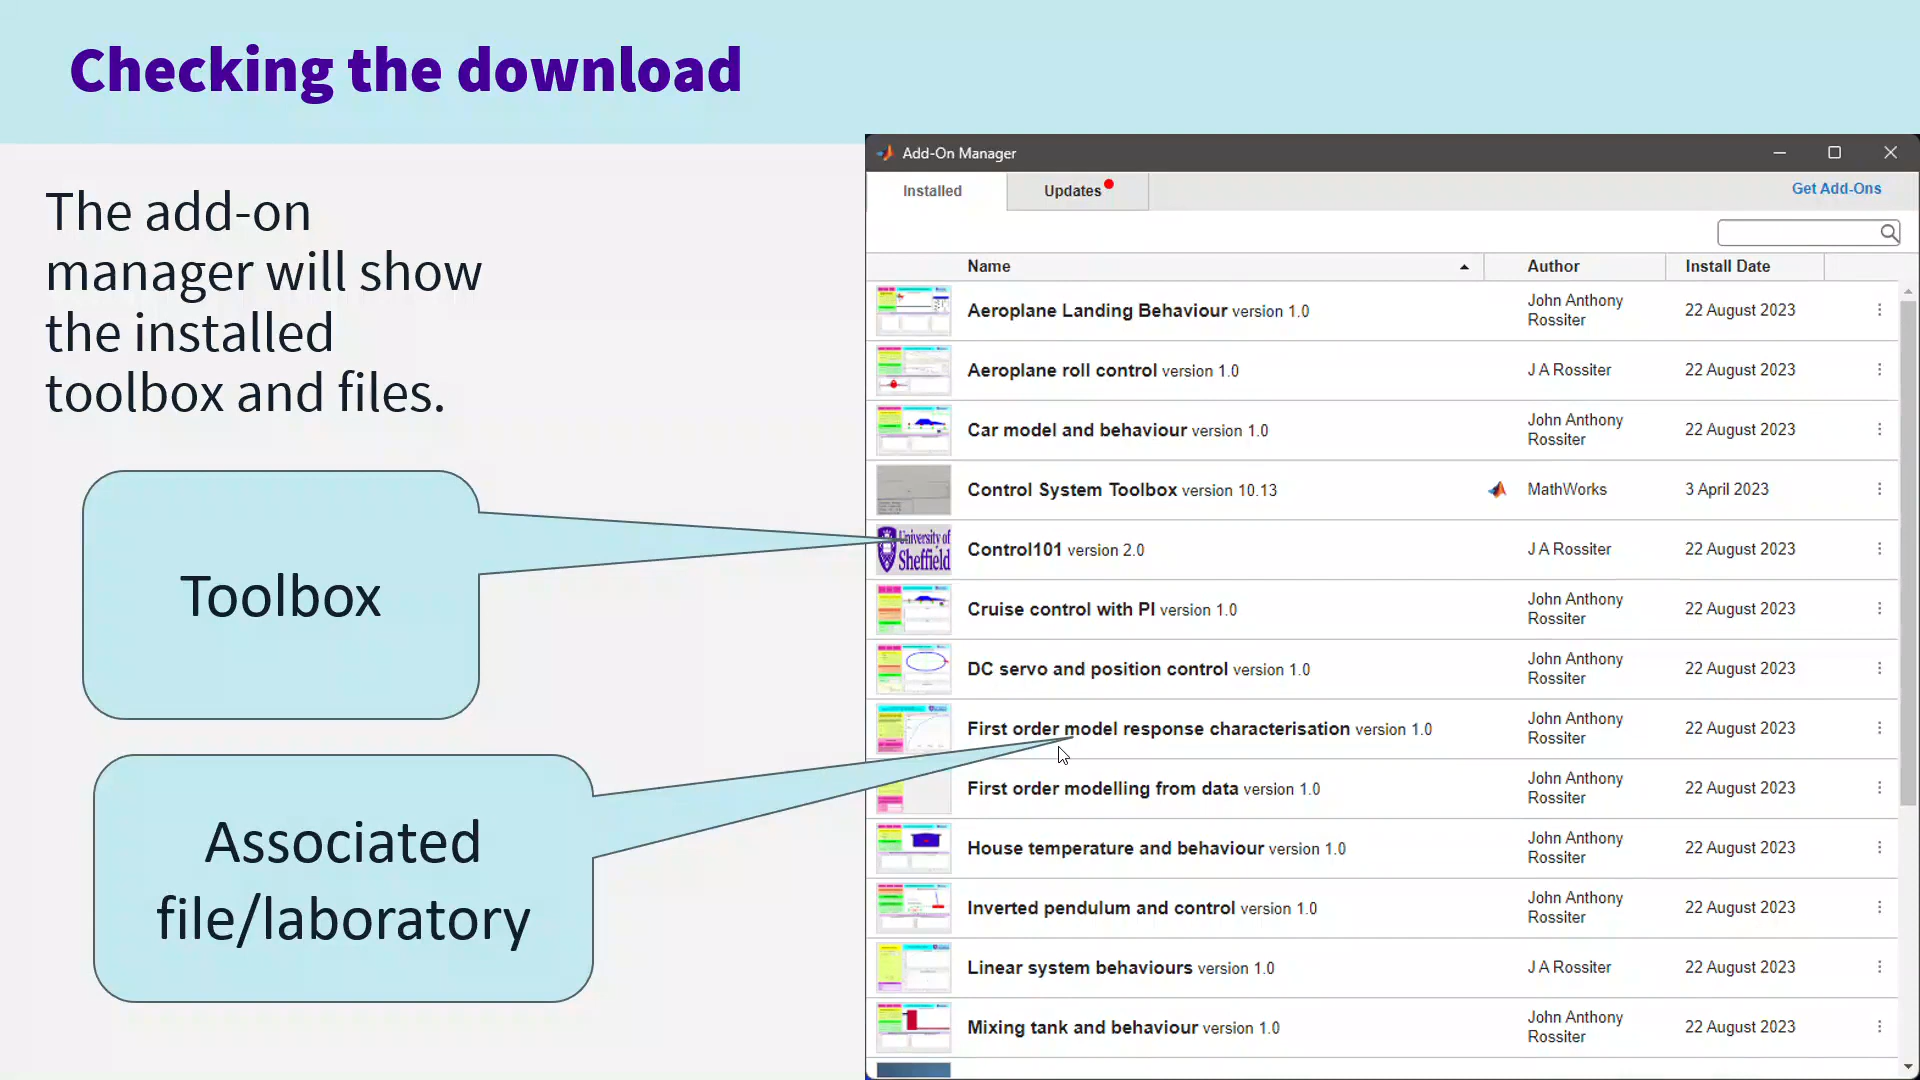 Checking the download
The add-on
manager will show
the installed
toolbox and files.
Toolbox
Associated
file/laboratory
Add-On Manager
Installed
Updates
Get Add-Ons
Name Author Install Date
Aeroplane Landing Behaviour version 1.0 John Anthony Rossiter 22 August 2023
Aeroplane roll control version 1.0 J A Rossiter 22 August 2023
Car model and behaviour version 1.0 John Anthony Rossiter 22 August 2023
Control System Toolbox version 10.13 MathWorks 3 April 2023
University of
Sheffield
Control101 version 2.0 J A Rossiter 22 August 2023
Cruise control with PI version 1.0 John Anthony Rossiter 22 August 2023
DC servo and position control version 1.0 John Anthony Rossiter 22 August 2023
First order model response characterisation version 1.0 John Anthony Rossiter 22 August 2023
First order modelling from data version 1.0 John Anthony Rossiter 22 August 2023
House temperature and behaviour version 1.0 John Anthony Rossiter 22 August 2023
Inverted pendulum and control version 1.0 John Anthony Rossiter 22 August 2023
Linear system behaviours version 1.0 J A Rossiter 22 August 2023
Mixing tank and behaviour version 1.0 John Anthony Rossiter 22 August 2023